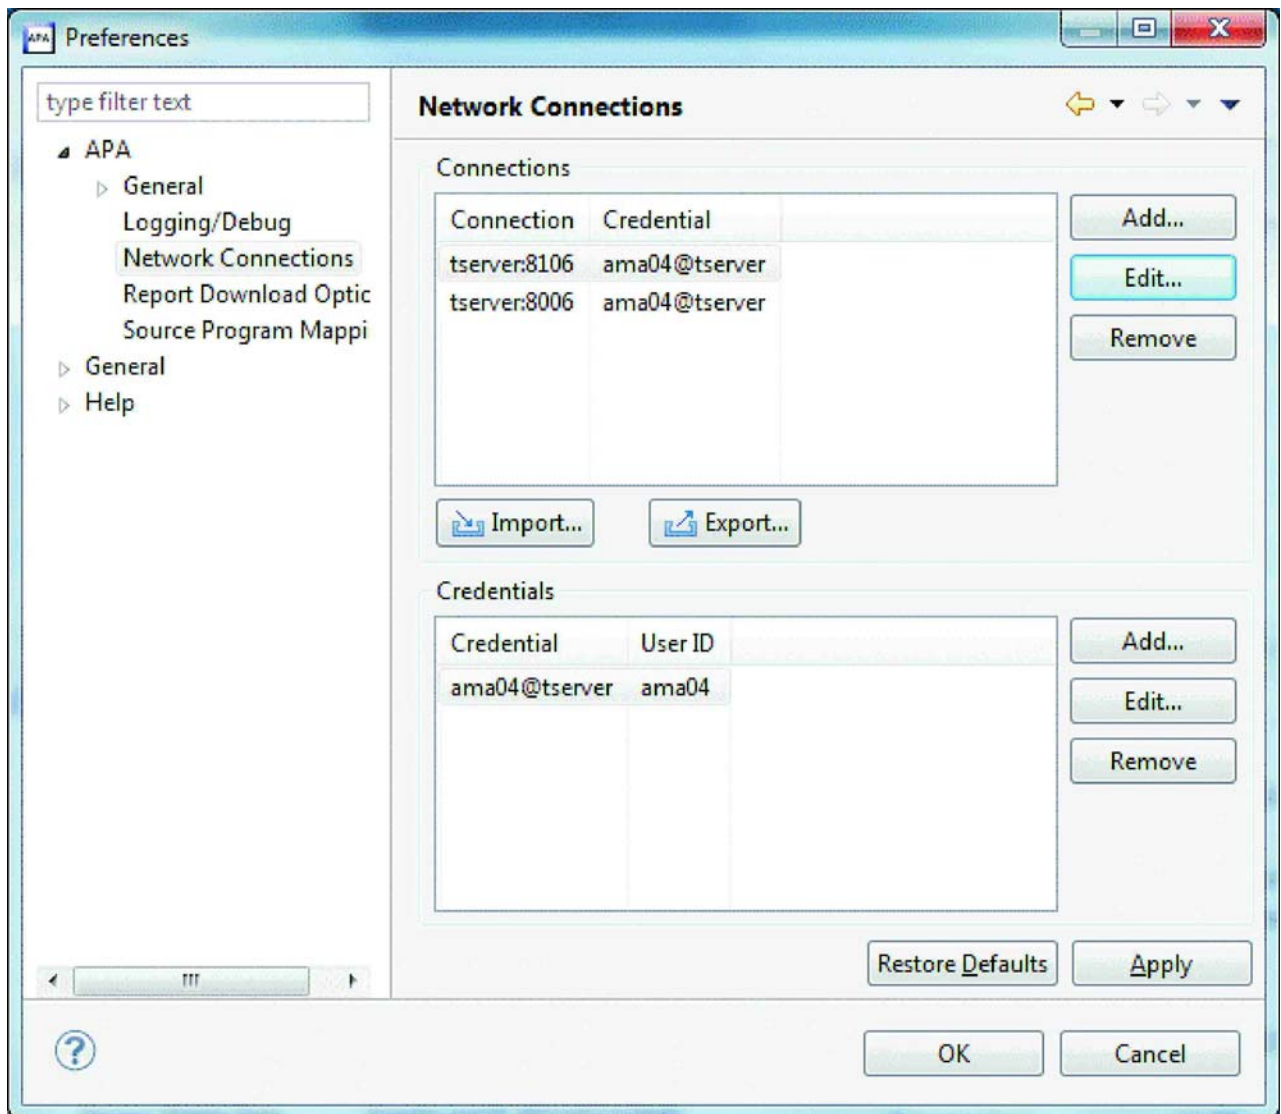 APA Preferences
type filter text
APA
General
Logging/Debug
Network Connections
Report Download Optic
Source Program Mappi
General
Help
Network Connections
Connections
Connection Credential
tserver:8106 ama04@tserver
tserver:8006 ama04@tserver
Add...
Edit...
Remove
Import... Export...
Credentials
Credential User ID
ama04@tserver ama04
Add...
Edit...
Remove
Restore Defaults Apply
? OK Cancel